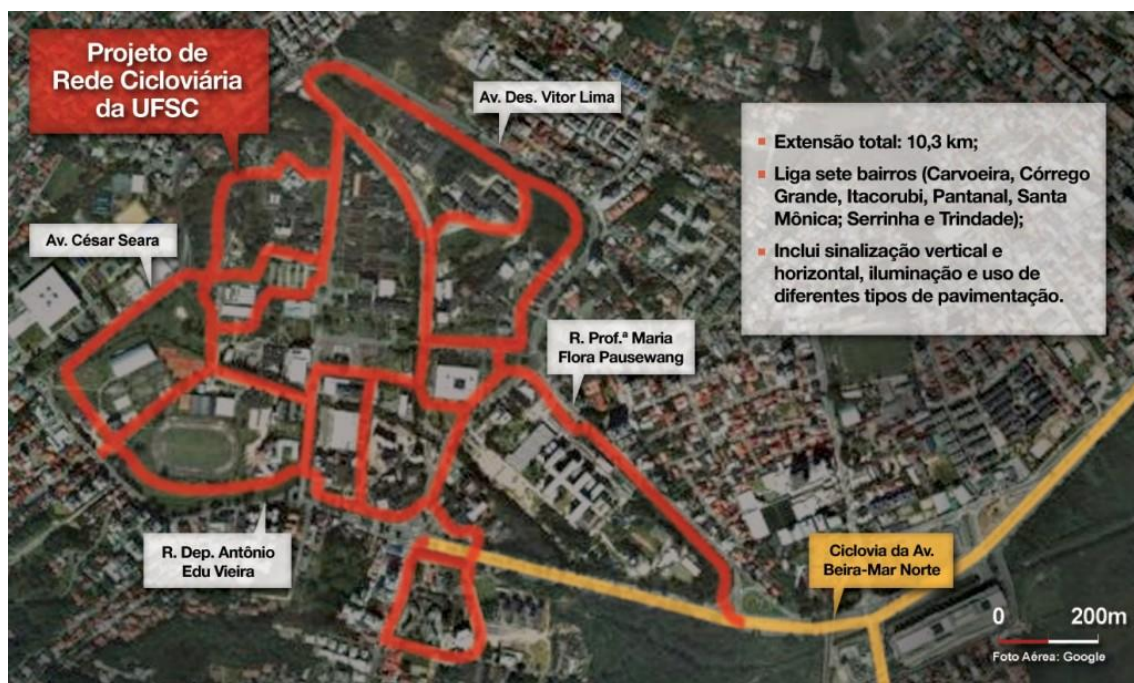 Projeto de
Rede Cicloviária
da UFSC
Av. Des. Vitor Lima
Extensão total: 10,3 km;
Liga sete bairros (Carvoeira, Córrego
Grande, Itacorubi, Pantanal, Santa
Mônica; Serrinha e Trindade);
Inclui sinalização vertical e
horizontal, iluminação e uso de
diferentes tipos de pavimentação.
Av. César Seara
R. Prof.ª Maria
Flora Pausewang
R. Dep. Antônio
Edu Vieira
Ciclovia da Av.
Beira-Mar Norte
0 200m
Foto Aérea: Google